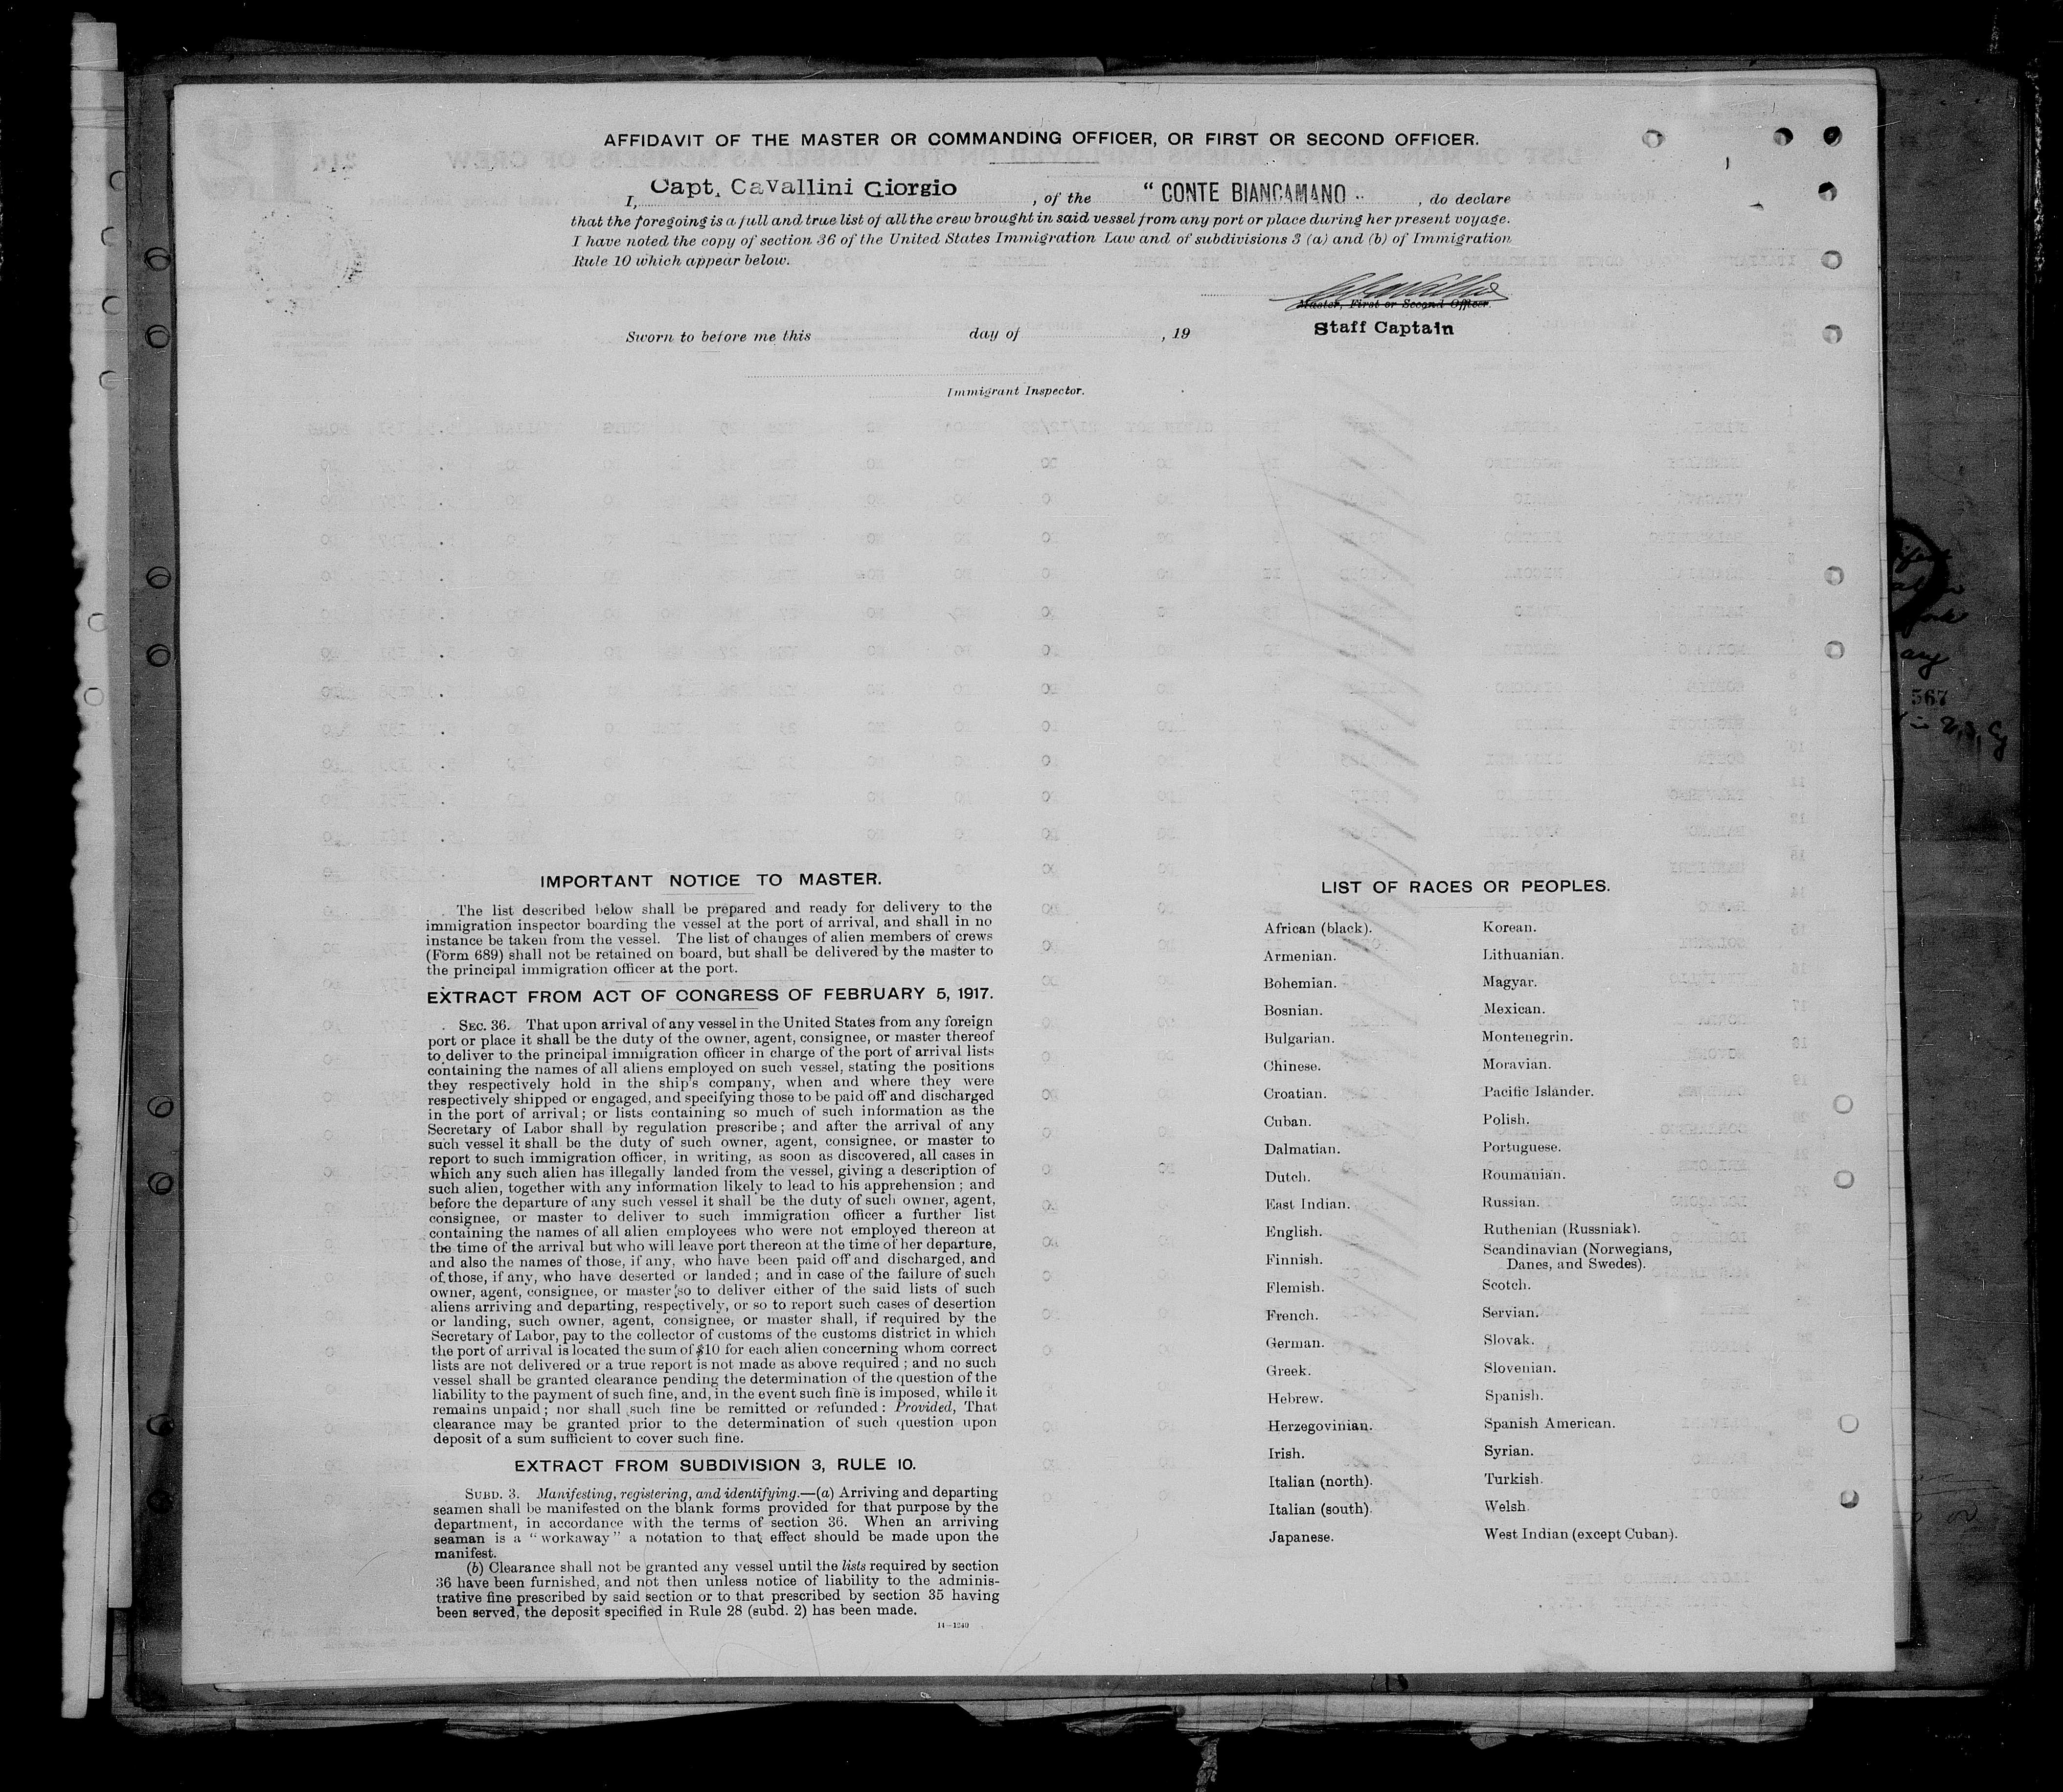 AFFIDAVIT OF THE MASTER OR COMMANDING OFFICER, OR FIRST OR SECOND OFFICER.
I, Capt. Cavallini Giorgio, of the "CONTE BIANCAMANO", do declare
that the foregoing is a full and true list of all the crew brought in said vessel from any port or place during her present voyage.
I have noted the copy of section 36 of the United States Immigration Law and of subdivisions 3 (a) and (b) of Immigration
Rule 10 which appear below.
Master, First or Second Officer.
Staff Captain
Sworn to before me this day of , 19
Immigrant Inspector.
IMPORTANT NOTICE TO MASTER.
The list described below shall be prepared and ready for delivery to the
immigration inspector boarding the vessel at the port of arrival, and shall in no
instance be taken from the vessel. The list of changes of alien members of crews
(Form 689) shall not be retained on board, but shall be delivered by the master to
the principal immigration officer at the port.
EXTRACT FROM ACT OF CONGRESS OF FEBRUARY 5, 1917.
SEC. 36. That upon arrival of any vessel in the United States from any foreign
port or place it shall be the duty of the owner, agent, consignee, or master thereof
to deliver to the principal immigration officer in charge of the port of arrival lists
containing the names of all aliens employed on such vessel, stating the positions
they respectively hold in the ship's company, when and where they were
respectively shipped or engaged, and specifying those to be paid off and discharged
in the port of arrival; or lists containing so much of such information as the
Secretary of Labor shall by regulation prescribe; and after the arrival of any
such vessel it shall be the duty of such owner, agent, consignee, or master to
report to such immigration officer, in writing, as soon as discovered, all cases in
which any such alien has illegally landed from the vessel, giving a description of
such alien, together with any information likely to lead to his apprehension; and
before the departure of any such vessel it shall be the duty of such owner, agent,
consignee, or master to deliver to such immigration officer a further list
containing the names of all alien employees who were not employed thereon at
the time of the arrival but who will leave port thereon at the time of her departure,
and also the names of those, if any, who have been paid off and discharged, and
of those, if any, who have deserted or landed; and in case of the failure of such
owner, agent, consignee, or master so to deliver either of the said lists of such
aliens arriving and departing, respectively, or so to report such cases of desertion
or landing, such owner, agent, consignee, or master shall, if required by the
Secretary of Labor, pay to the collector of customs of the customs district in which
the port of arrival is located the sum of $10 for each alien concerning whom correct
lists are not delivered or a true report is not made as above required; and no such
vessel shall be granted clearance pending the determination of the question of the
liability to the payment of such fine, and, in the event such fine is imposed, while it
remains unpaid; nor shall such fine be remitted or refunded: Provided, That
clearance may be granted prior to the determination of such question upon
deposit of a sum sufficient to cover such fine.
EXTRACT FROM SUBDIVISION 3, RULE 10.
SUBD. 3. Manifesting, registering, and identifying.—(a) Arriving and departing
seamen shall be manifested on the blank forms provided for that purpose by the
department, in accordance with the terms of section 36. When an arriving
seaman is a "workaway" a notation to that effect should be made upon the
manifest.
(b) Clearance shall not be granted any vessel until the lists required by section
36 have been furnished, and not then unless notice of liability to the adminis-
trative fine prescribed by said section or to that prescribed by section 35 having
been served, the deposit specified in Rule 28 (subd. 2) has been made.
14—1240
LIST OF RACES OR PEOPLES.
African (black).
Armenian.
Bohemian.
Bosnian.
Bulgarian.
Chinese.
Croatian.
Cuban.
Dalmatian.
Dutch.
East Indian.
English.
Finnish.
Flemish.
French.
German.
Greek.
Hebrew.
Herzegovinian.
Irish.
Italian (north).
Italian (south).
Japanese.
Korean.
Lithuanian.
Magyar.
Mexican.
Montenegrin.
Moravian.
Pacific Islander.
Polish.
Portuguese.
Roumanian.
Russian.
Ruthenian (Russniak).
Scandinavian (Norwegians,
Danes, and Swedes).
Scotch.
Servian.
Slovak.
Slovenian.
Spanish.
Spanish American.
Syrian.
Turkish.
Welsh.
West Indian (except Cuban).
567